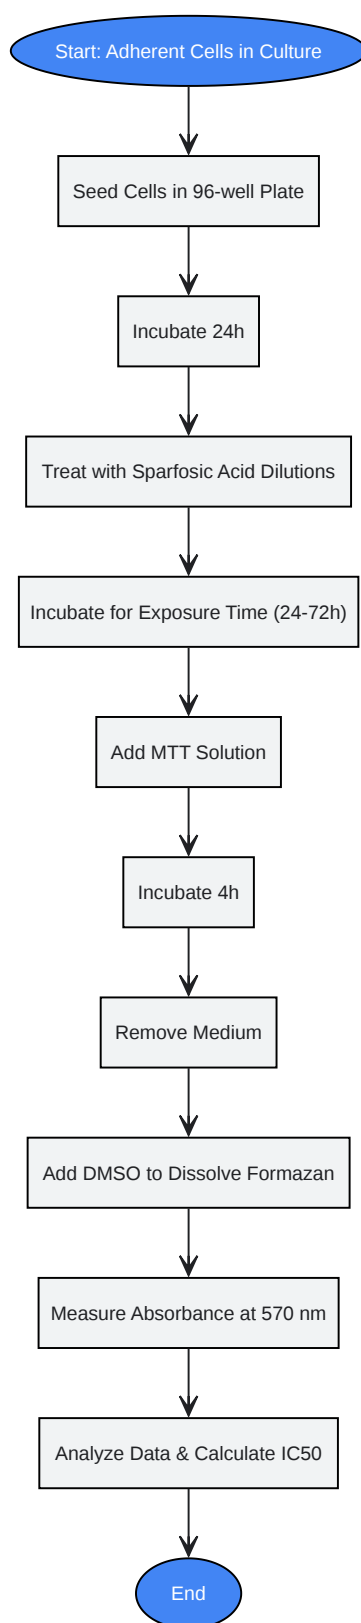 Start: Adherent Cells in Culture
Seed Cells in 96-well Plate
Incubate 24h
Treat with Sparfosic Acid Dilutions
Incubate for Exposure Time (24-72h)
Add MTT Solution
Incubate 4h
Remove Medium
Add DMSO to Dissolve Formazan
Measure Absorbance at 570 nm
Analyze Data & Calculate IC50
End